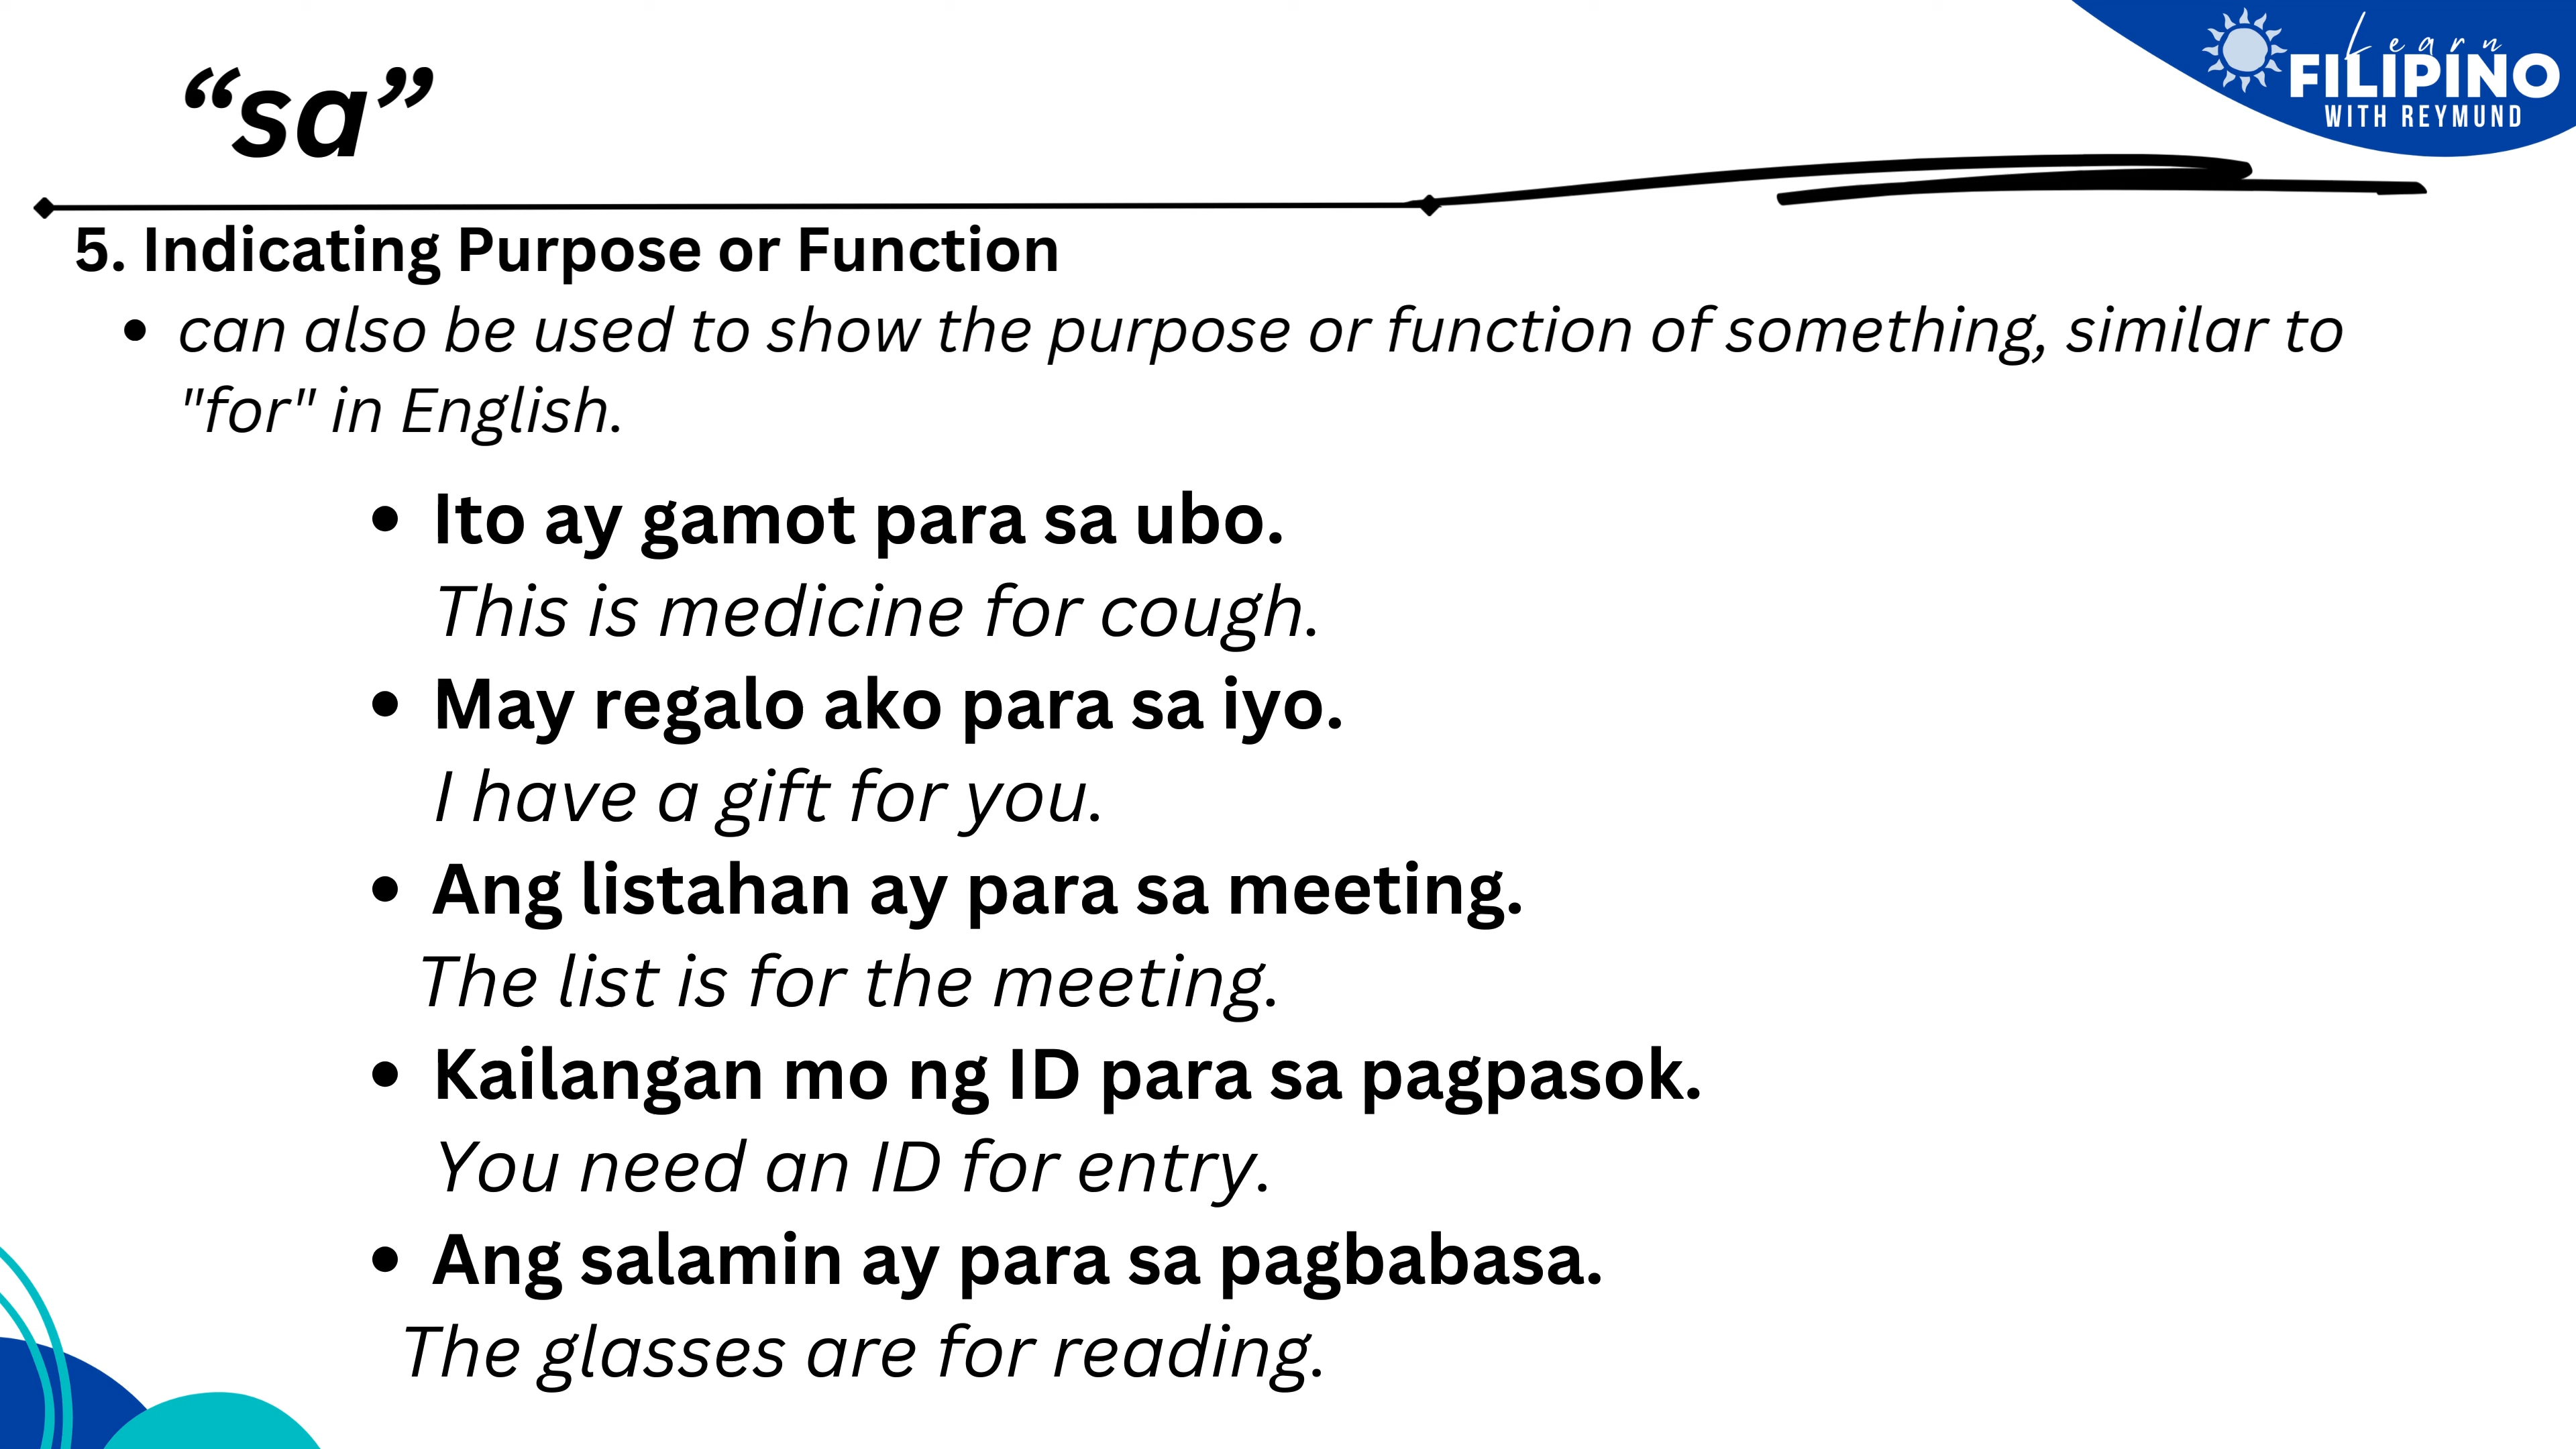 “sa”
Learn
FILIPINO
WITH REYMUND
5. Indicating Purpose or Function
• can also be used to show the purpose or function of something, similar to
"for" in English.
• Ito ay gamot para sa ubo.
This is medicine for cough.
• May regalo ako para sa iyo.
I have a gift for you.
• Ang listahan ay para sa meeting.
The list is for the meeting.
• Kailangan mo ng ID para sa pagpasok.
You need an ID for entry.
• Ang salamin ay para sa pagbabasa.
The glasses are for reading.